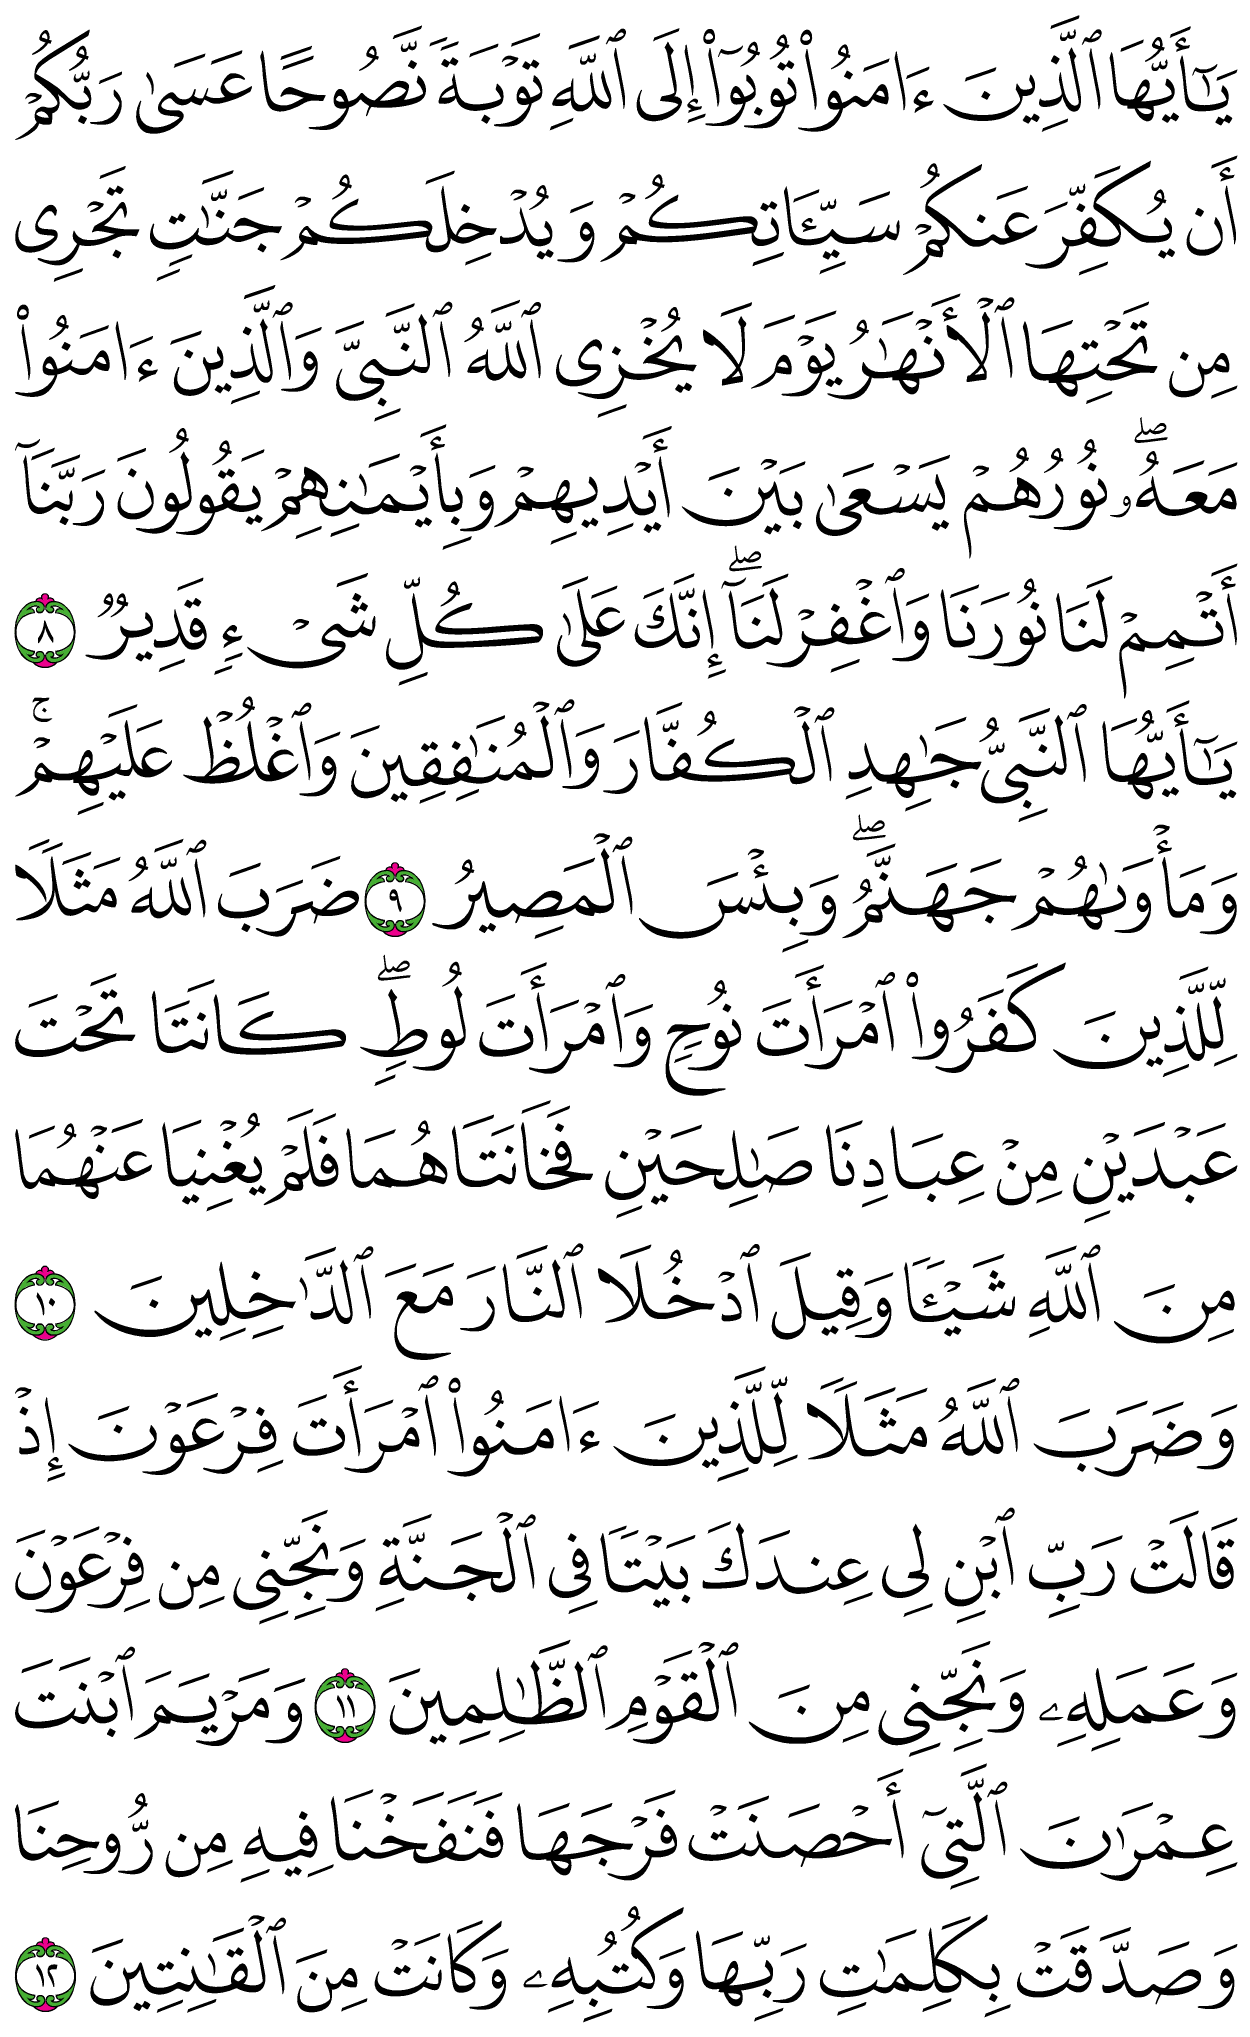 يَٰٓأَيُّهَا ٱلَّذِينَ ءَامَنُوا۟ تُوبُوٓا۟ إِلَى ٱللَّهِ تَوْبَةً نَّصُوحًا عَسَىٰ رَبُّكُمْ
أَن يُكَفِّرَ عَنكُمْ سَيِّـَٔاتِكُمْ وَيُدْخِلَكُمْ جَنَّٰتٍ تَجْرِى
مِن تَحْتِهَا ٱلْأَنْهَٰرُ يَوْمَ لَا يُخْزِى ٱللَّهُ ٱلنَّبِىَّ وَٱلَّذِينَ ءَامَنُوا۟
مَعَهُۥ ۖ نُورُهُمْ يَسْعَىٰ بَيْنَ أَيْدِيهِمْ وَبِأَيْمَٰنِهِمْ يَقُولُونَ رَبَّنَآ
أَتْمِمْ لَنَا نُورَنَا وَٱغْفِرْ لَنَآ ۖ إِنَّكَ عَلَىٰ كُلِّ شَىْءٍ قَدِيرٌ ٨
يَٰٓأَيُّهَا ٱلنَّبِىُّ جَٰهِدِ ٱلْكُفَّارَ وَٱلْمُنَٰفِقِينَ وَٱغْلُظْ عَلَيْهِمْ ۚ
وَمَأْوَىٰهُمْ جَهَنَّمُ ۖ وَبِئْسَ ٱلْمَصِيرُ ٩ ضَرَبَ ٱللَّهُ مَثَلًا
لِّلَّذِينَ كَفَرُوا۟ ٱمْرَأَتَ نُوحٍ وَٱمْرَأَتَ لُوطٍ ۖ كَانَتَا تَحْتَ
عَبْدَيْنِ مِنْ عِبَادِنَا صَٰلِحَيْنِ فَخَانَتَاهُمَا فَلَمْ يُغْنِيَا عَنْهُمَا
مِنَ ٱللَّهِ شَيْـًٔا وَقِيلَ ٱدْخُلَا ٱلنَّارَ مَعَ ٱلدَّٰخِلِينَ ١٠
وَضَرَبَ ٱللَّهُ مَثَلًا لِّلَّذِينَ ءَامَنُوا۟ ٱمْرَأَتَ فِرْعَوْنَ إِذْ
قَالَتْ رَبِّ ٱبْنِ لِى عِندَكَ بَيْتًا فِى ٱلْجَنَّةِ وَنَجِّنِى مِن فِرْعَوْنَ
وَعَمَلِهِۦ وَنَجِّنِى مِنَ ٱلْقَوْمِ ٱلظَّٰلِمِينَ ١١ وَمَرْيَمَ ٱبْنَتَ
عِمْرَٰنَ ٱلَّتِىٓ أَحْصَنَتْ فَرْجَهَا فَنَفَخْنَا فِيهِ مِن رُّوحِنَا
وَصَدَّقَتْ بِكَلِمَٰتِ رَبِّهَا وَكُتُبِهِۦ وَكَانَتْ مِنَ ٱلْقَٰنِتِينَ ١٢